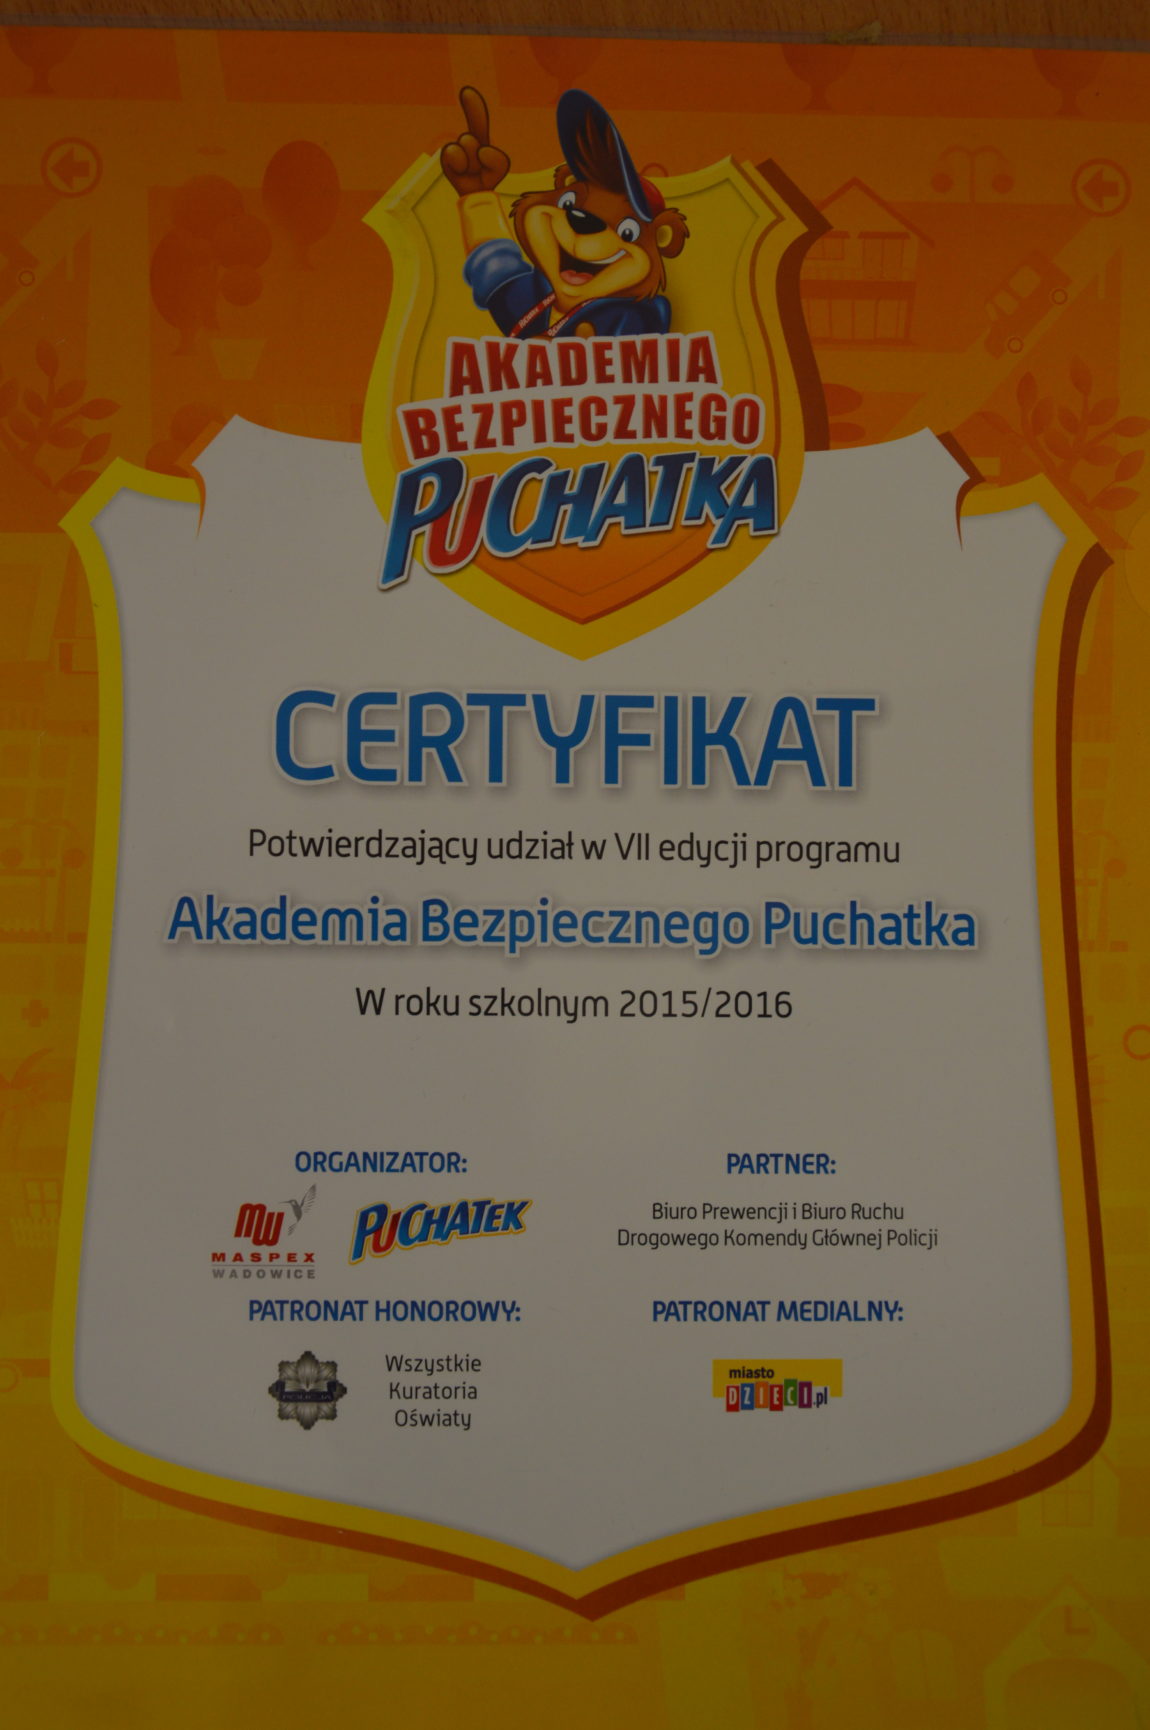 AKADEMIA
BEZPIECZNEGO
PUCHATKA
CERTYFIKAT
Potwierdzający udział w VII edycji programu
Akademia Bezpiecznego Puchatka
W roku szkolnym 2015/2016
ORGANIZATOR:
MW
MASPEX
WADOWICE
PUCHATEK
PARTNER:
Biuro Prewencji i Biuro Ruchu
Drogowego Komendy Głównej Policji
PATRONAT HONOROWY:
POLICJA
Wszystkie
Kuratoria
Oświaty
PATRONAT MEDIALNY:
miasto
DZIECI.pl